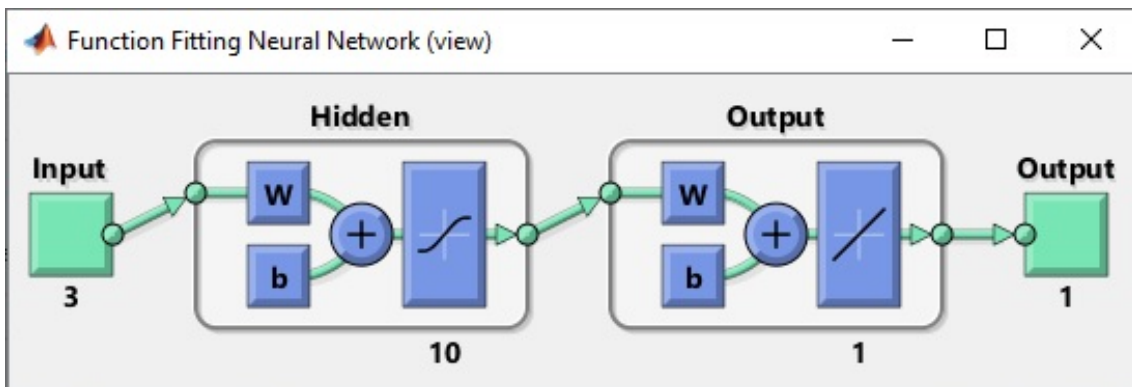 Function Fitting Neural Network (view)
Hidden
Output
Input
Output
W
W
b
b
3
1
10
1